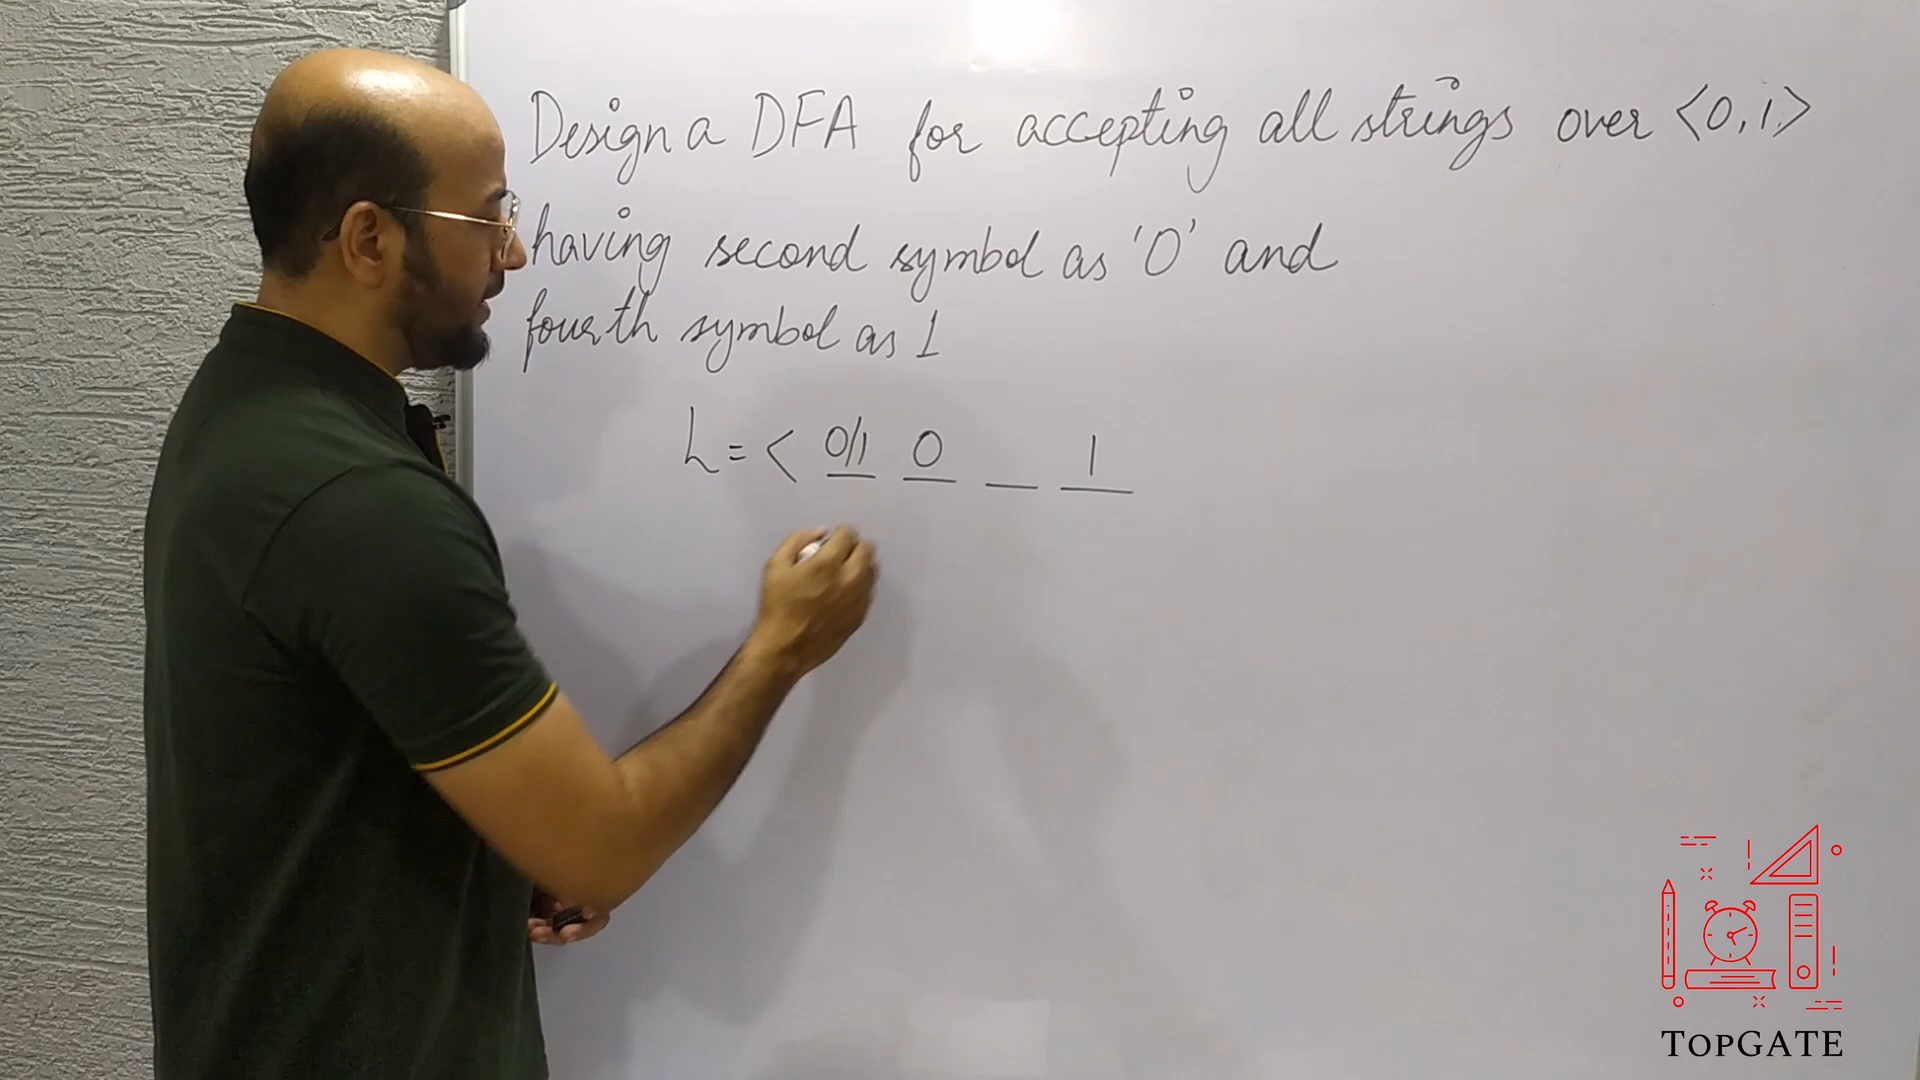 Design a DFA for accepting all strings over <0,1>
having second symbol as '0' and
fourth symbol as 1
L = < 0/1 0 _ 1
TOPGATE